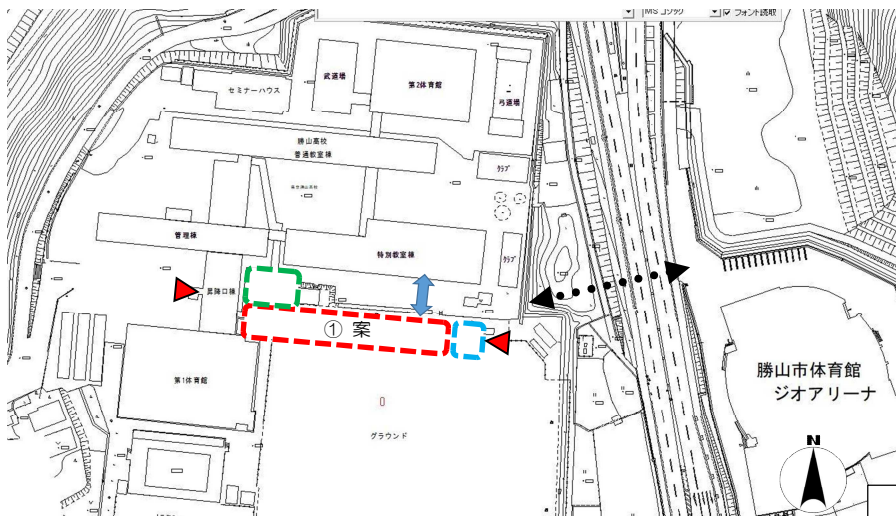 MS ゴシック
フォント読取
武道場
第2体育館
弓道場
セミナーハウス
勝山高校
普通教室棟
クラブ
管理棟
特別教室棟
クラブ
昇降口棟
① 案
第1体育館
グラウンド
勝山市体育館
ジオアリーナ
N